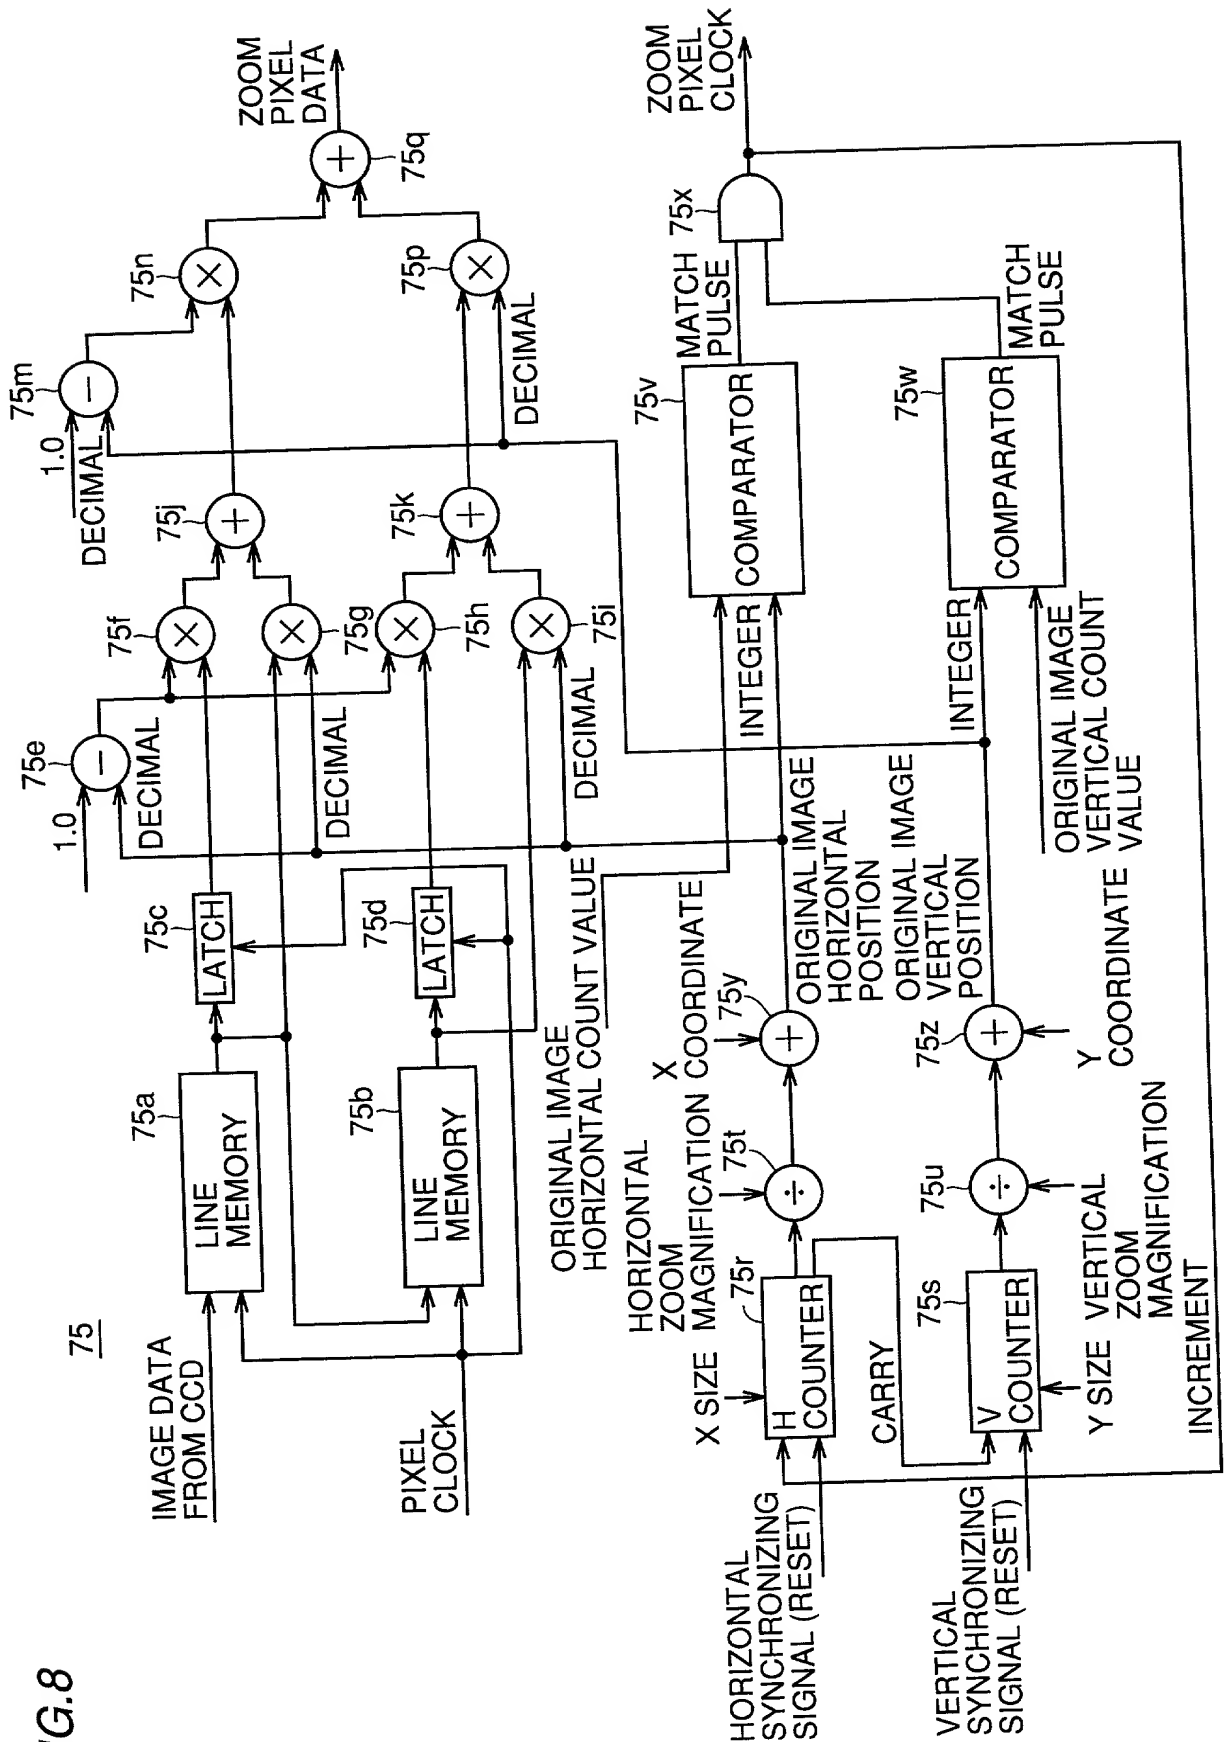 IG.8
75
IMAGE DATA
FROM CCD
PIXEL
CLOCK
75a
LINE
MEMORY
75b
LINE
MEMORY
75c
LATCH
75d
LATCH
1.0
75e
DECIMAL
DECIMAL
DECIMAL
75f
75g
75h
75i
75j
75k
1.0
DECIMAL
75m
75n
75p
DECIMAL
75q
ZOOM
PIXEL
DATA
ORIGINAL IMAGE
HORIZONTAL COUNT VALUE
HORIZONTAL
SYNCHRONIZING
SIGNAL (RESET)
X SIZE
75r
H
COUNTER
CARRY
HORIZONTAL
ZOOM
MAGNIFICATION
75t
X
COORDINATE
75y
ORIGINAL IMAGE
HORIZONTAL
POSITION
INTEGER
75v
COMPARATOR
MATCH
PULSE
75x
ZOOM
PIXEL
CLOCK
VERTICAL
SYNCHRONIZING
SIGNAL (RESET)
75s
V
COUNTER
Y SIZE
75u
VERTICAL
ZOOM
MAGNIFICATION
75z
Y
COORDINATE
ORIGINAL IMAGE
VERTICAL
POSITION
INTEGER
ORIGINAL IMAGE
VERTICAL COUNT
VALUE
75w
COMPARATOR
MATCH
PULSE
INCREMENT